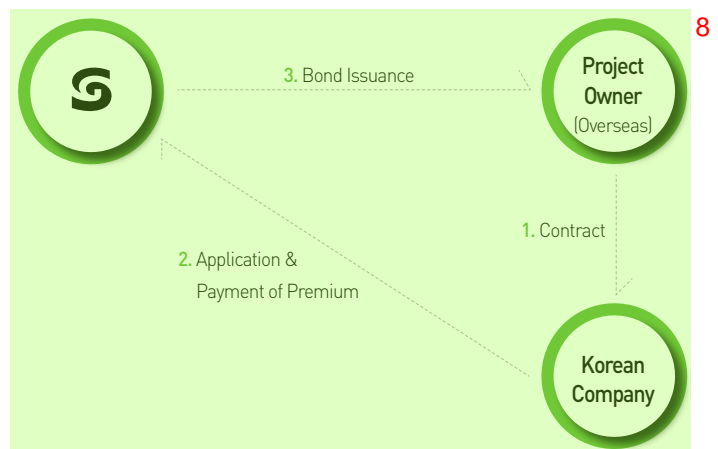 8
3. Bond Issuance
Project
Owner
(Overseas)
1. Contract
2. Application &
Payment of Premium
Korean
Company